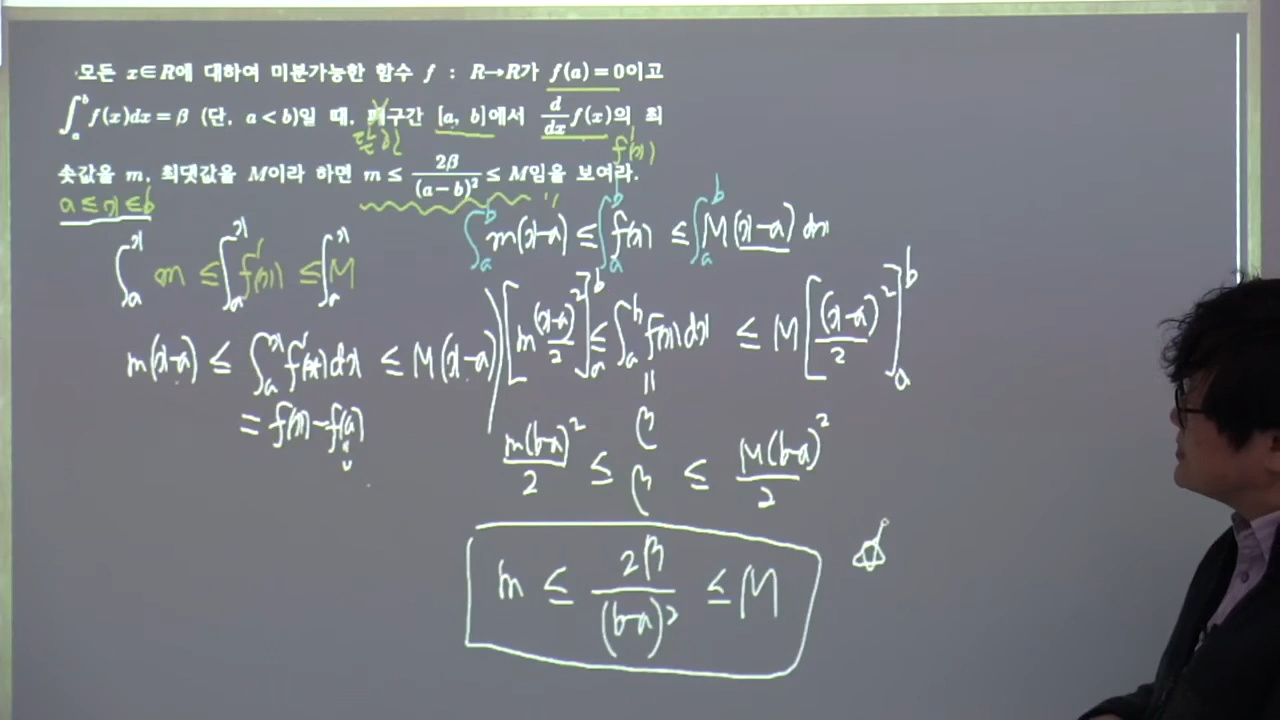 모든 x∈R에 대하여 미분가능한 함수 f : R→R가 f(a)=0이고
∫_a^b f(x)dx=β (단, a<b)일 때, 폐구간 [a, b]에서 d/dx f(x)의 최
닫힌
f'(x)
솟값을 m, 최댓값을 M이라 하면 m≤ 2β/(a-b)² ≤M임을 보여라.
a≤x≤b
∫_a^x m ≤ ∫_a^x f'(x) ≤ ∫_a^x M
m(x-a) ≤ ∫_a^x f'(x)dx ≤ M(x-a)
= f(x)-f(a)
∫_a^b m(x-a) ≤ ∫_a^b f(x) ≤ ∫_a^b M(x-a) dx
[m (x-a)²/2]_a^b ≤ ∫_a^b f(x)dx ≤ M[(x-a)²/2]_a^b
=
β
m(b-a)²/2 ≤ β ≤ M(b-a)²/2
m ≤ 2β/(b-a)² ≤ M